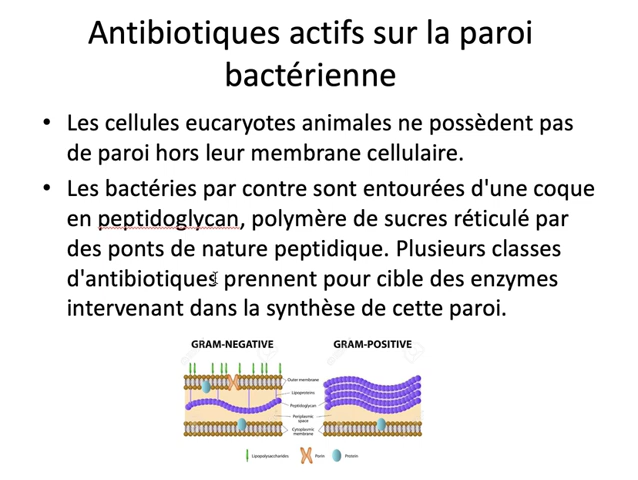 Antibiotiques actifs sur la paroi
bactérienne
• Les cellules eucaryotes animales ne possèdent pas
de paroi hors leur membrane cellulaire.
• Les bactéries par contre sont entourées d'une coque
en peptidoglycan, polymère de sucres réticulé par
des ponts de nature peptidique. Plusieurs classes
d'antibiotiques prennent pour cible des enzymes
intervenant dans la synthèse de cette paroi.
GRAM-NEGATIVE GRAM-POSITIVE
Outer membrane
Lipoproteins
Peptidoglycan
Periplasmic
space
Cytoplasmic
membrane
Lipopolysaccharides Porin Protein